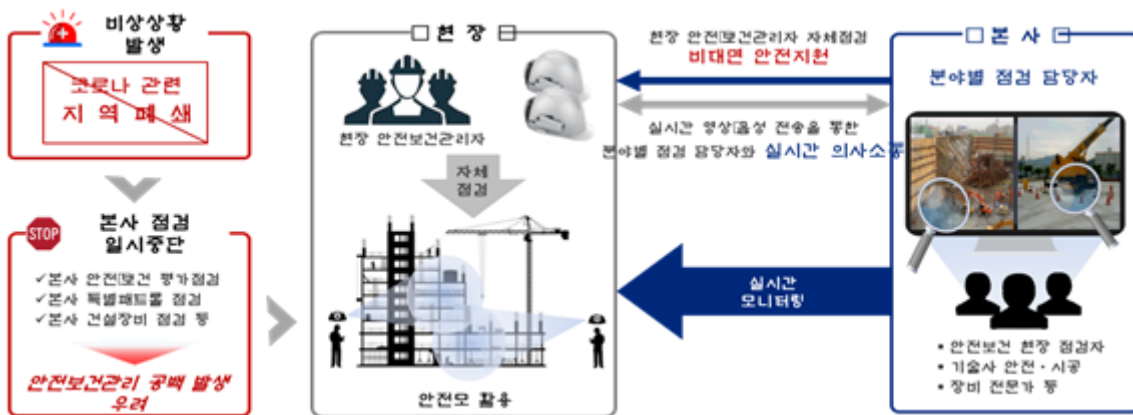 비상상황
발생
코로나 관련
지역폐쇄
STOP
본사 점검
일시중단
✓본사 안전보건 평가점검
✓본사 특별패트롤 점검
✓본사 건설장비 점검 등
안전보건관리 공백 발생
우려
현장
현장 안전보건관리자
자체
점검
안전모 활용
현장 안전보건관리자 자체점검
비대면 안전지원
실시간 영상음성 전송을 통한
분야별 점검 담당자와 실시간 의사소통
실시간
모니터링
본사
분야별 점검 담당자
▪ 안전보건 현장 점검자
▪ 기술사 안전・시공
▪ 장비 전문가 등